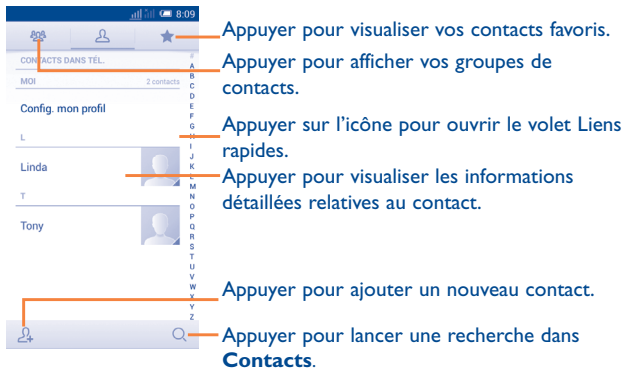 8:09
CONTACTS DANS TÉL.
MOI 2 contacts
Config. mon profil
L
Linda
T
Tony
#
A
B
C
D
E
F
G
H
I
J
K
L
M
N
O
P
Q
R
S
T
U
V
W
X
Y
Z
Appuyer pour visualiser vos contacts favoris.
Appuyer pour afficher vos groupes de
contacts.
Appuyer sur l'icône pour ouvrir le volet Liens
rapides.
Appuyer pour visualiser les informations
détaillées relatives au contact.
Appuyer pour ajouter un nouveau contact.
Appuyer pour lancer une recherche dans
Contacts.